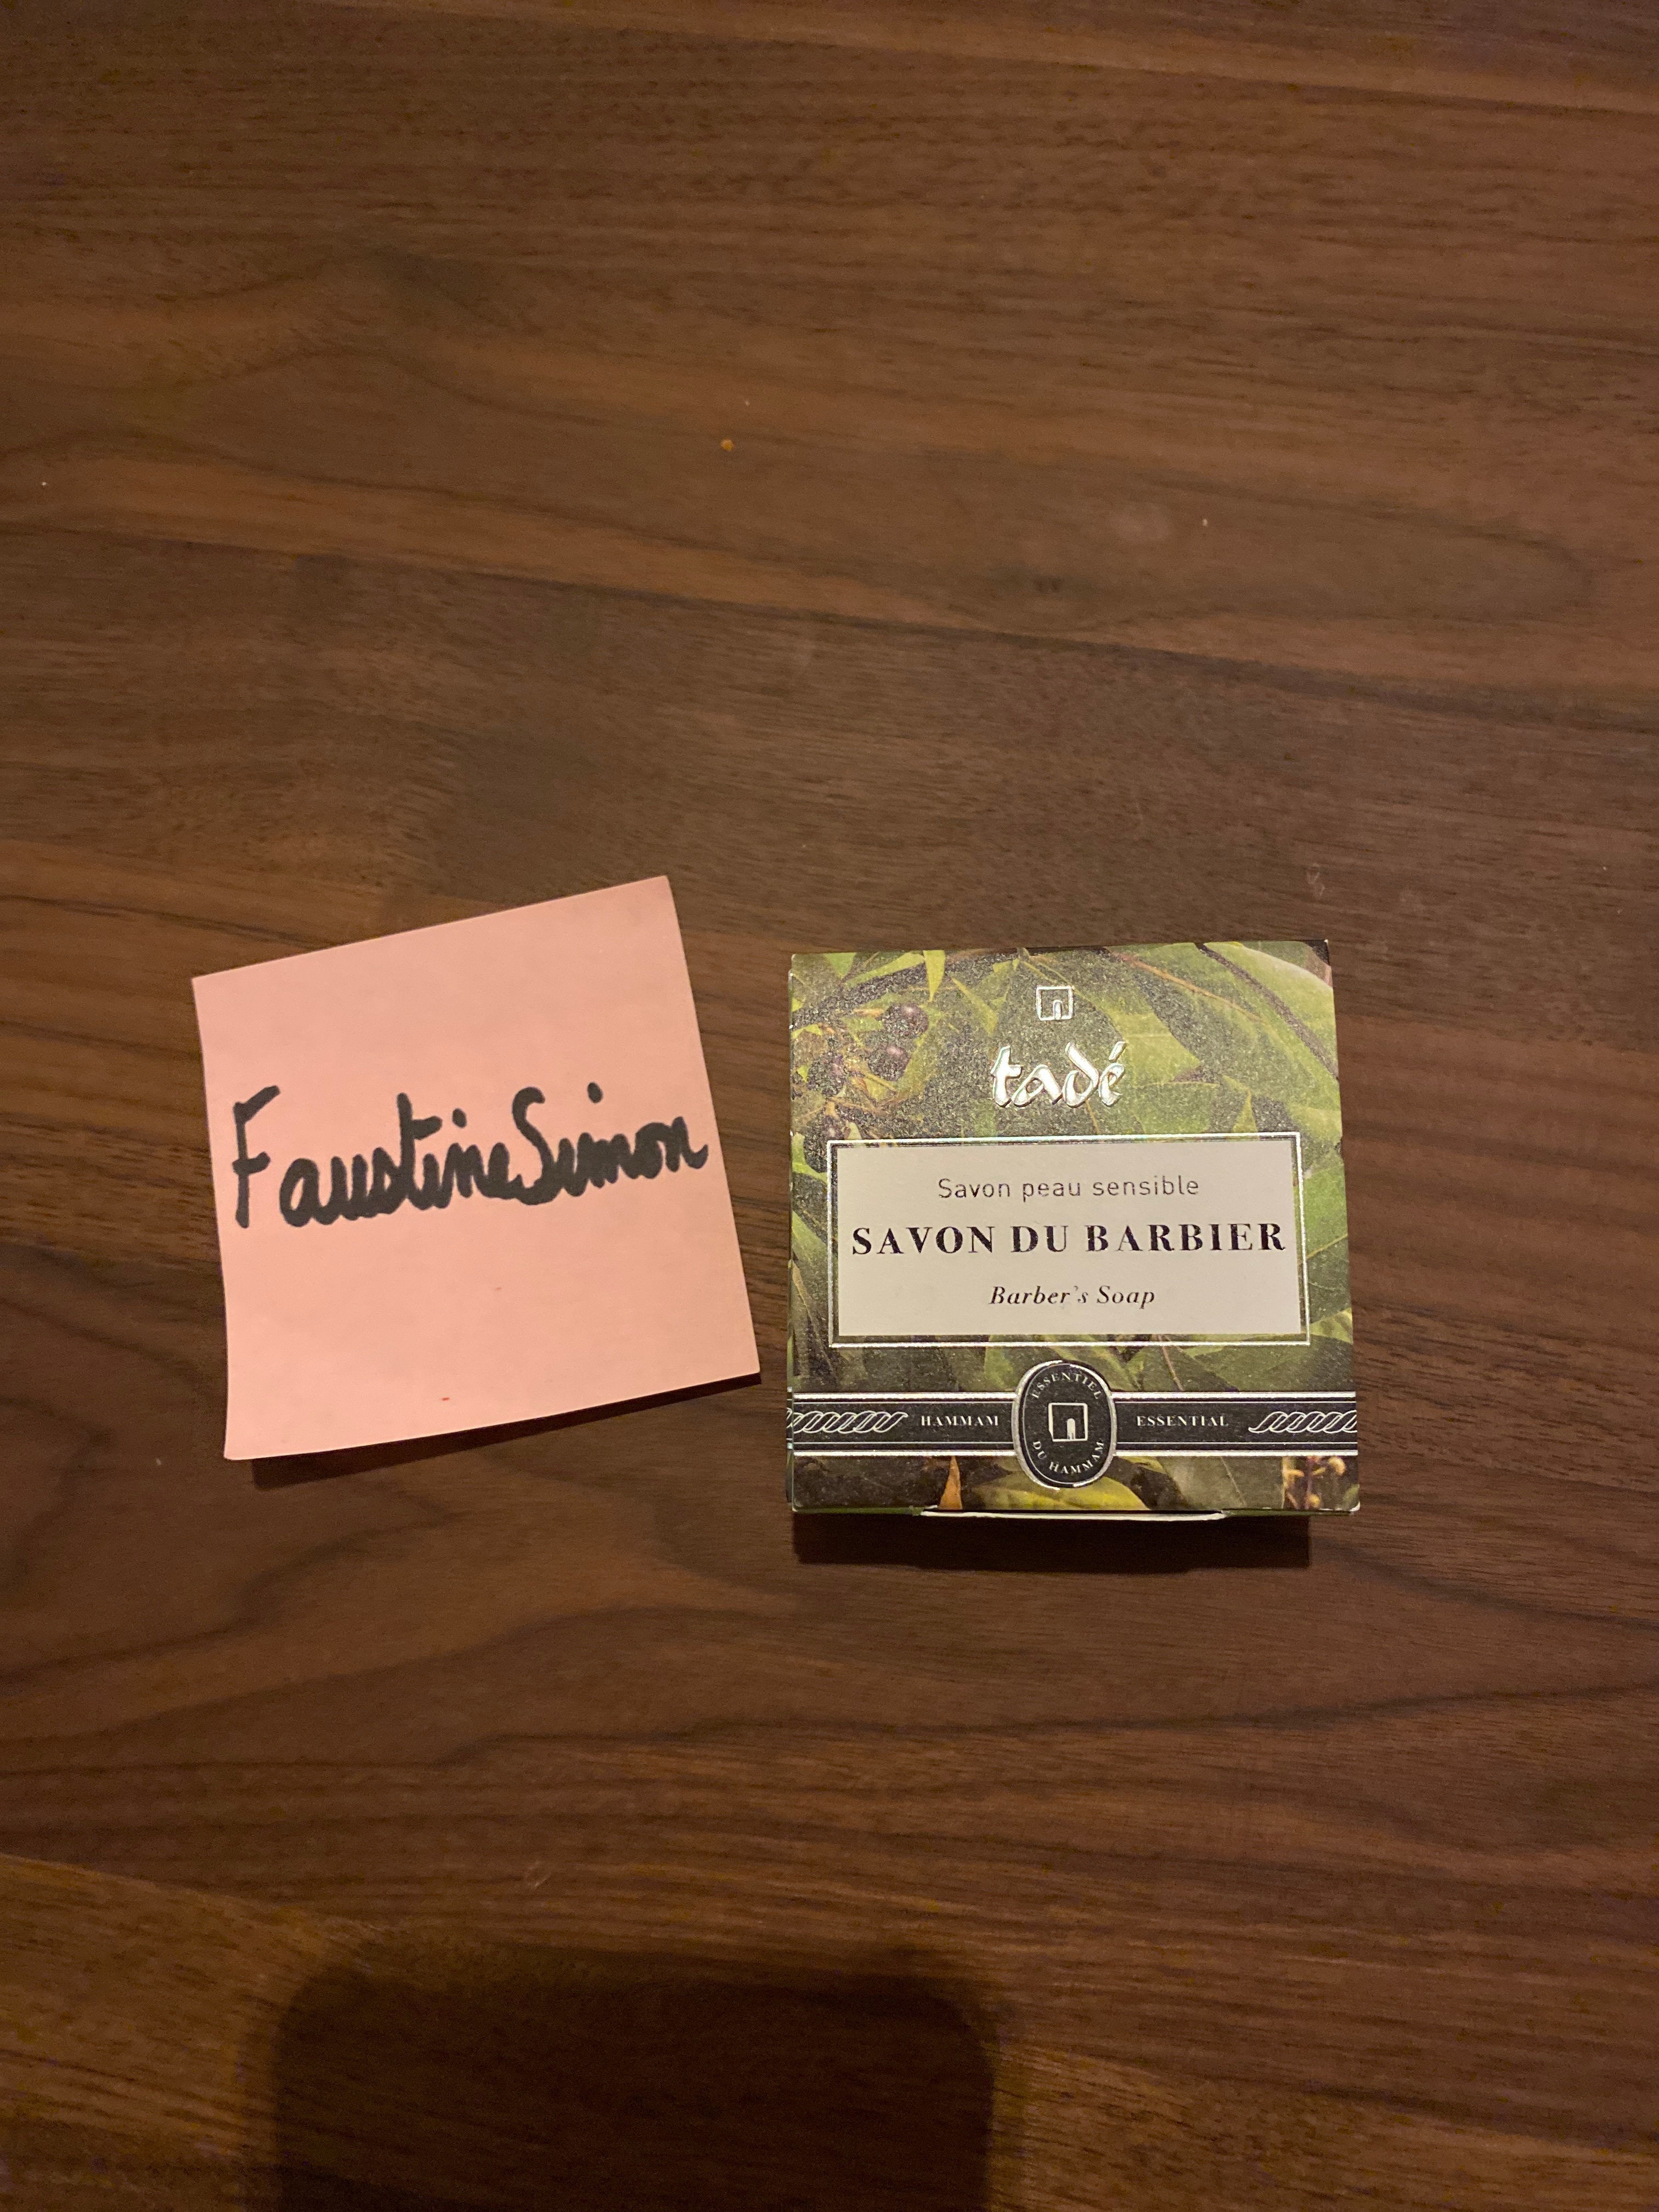 FaustineSimon
tadé
Savon peau sensible
SAVON DU BARBIER
Barber's Soap
HAMMAM
ESSENTIEL
DU HAMMAM
ESSENTIAL